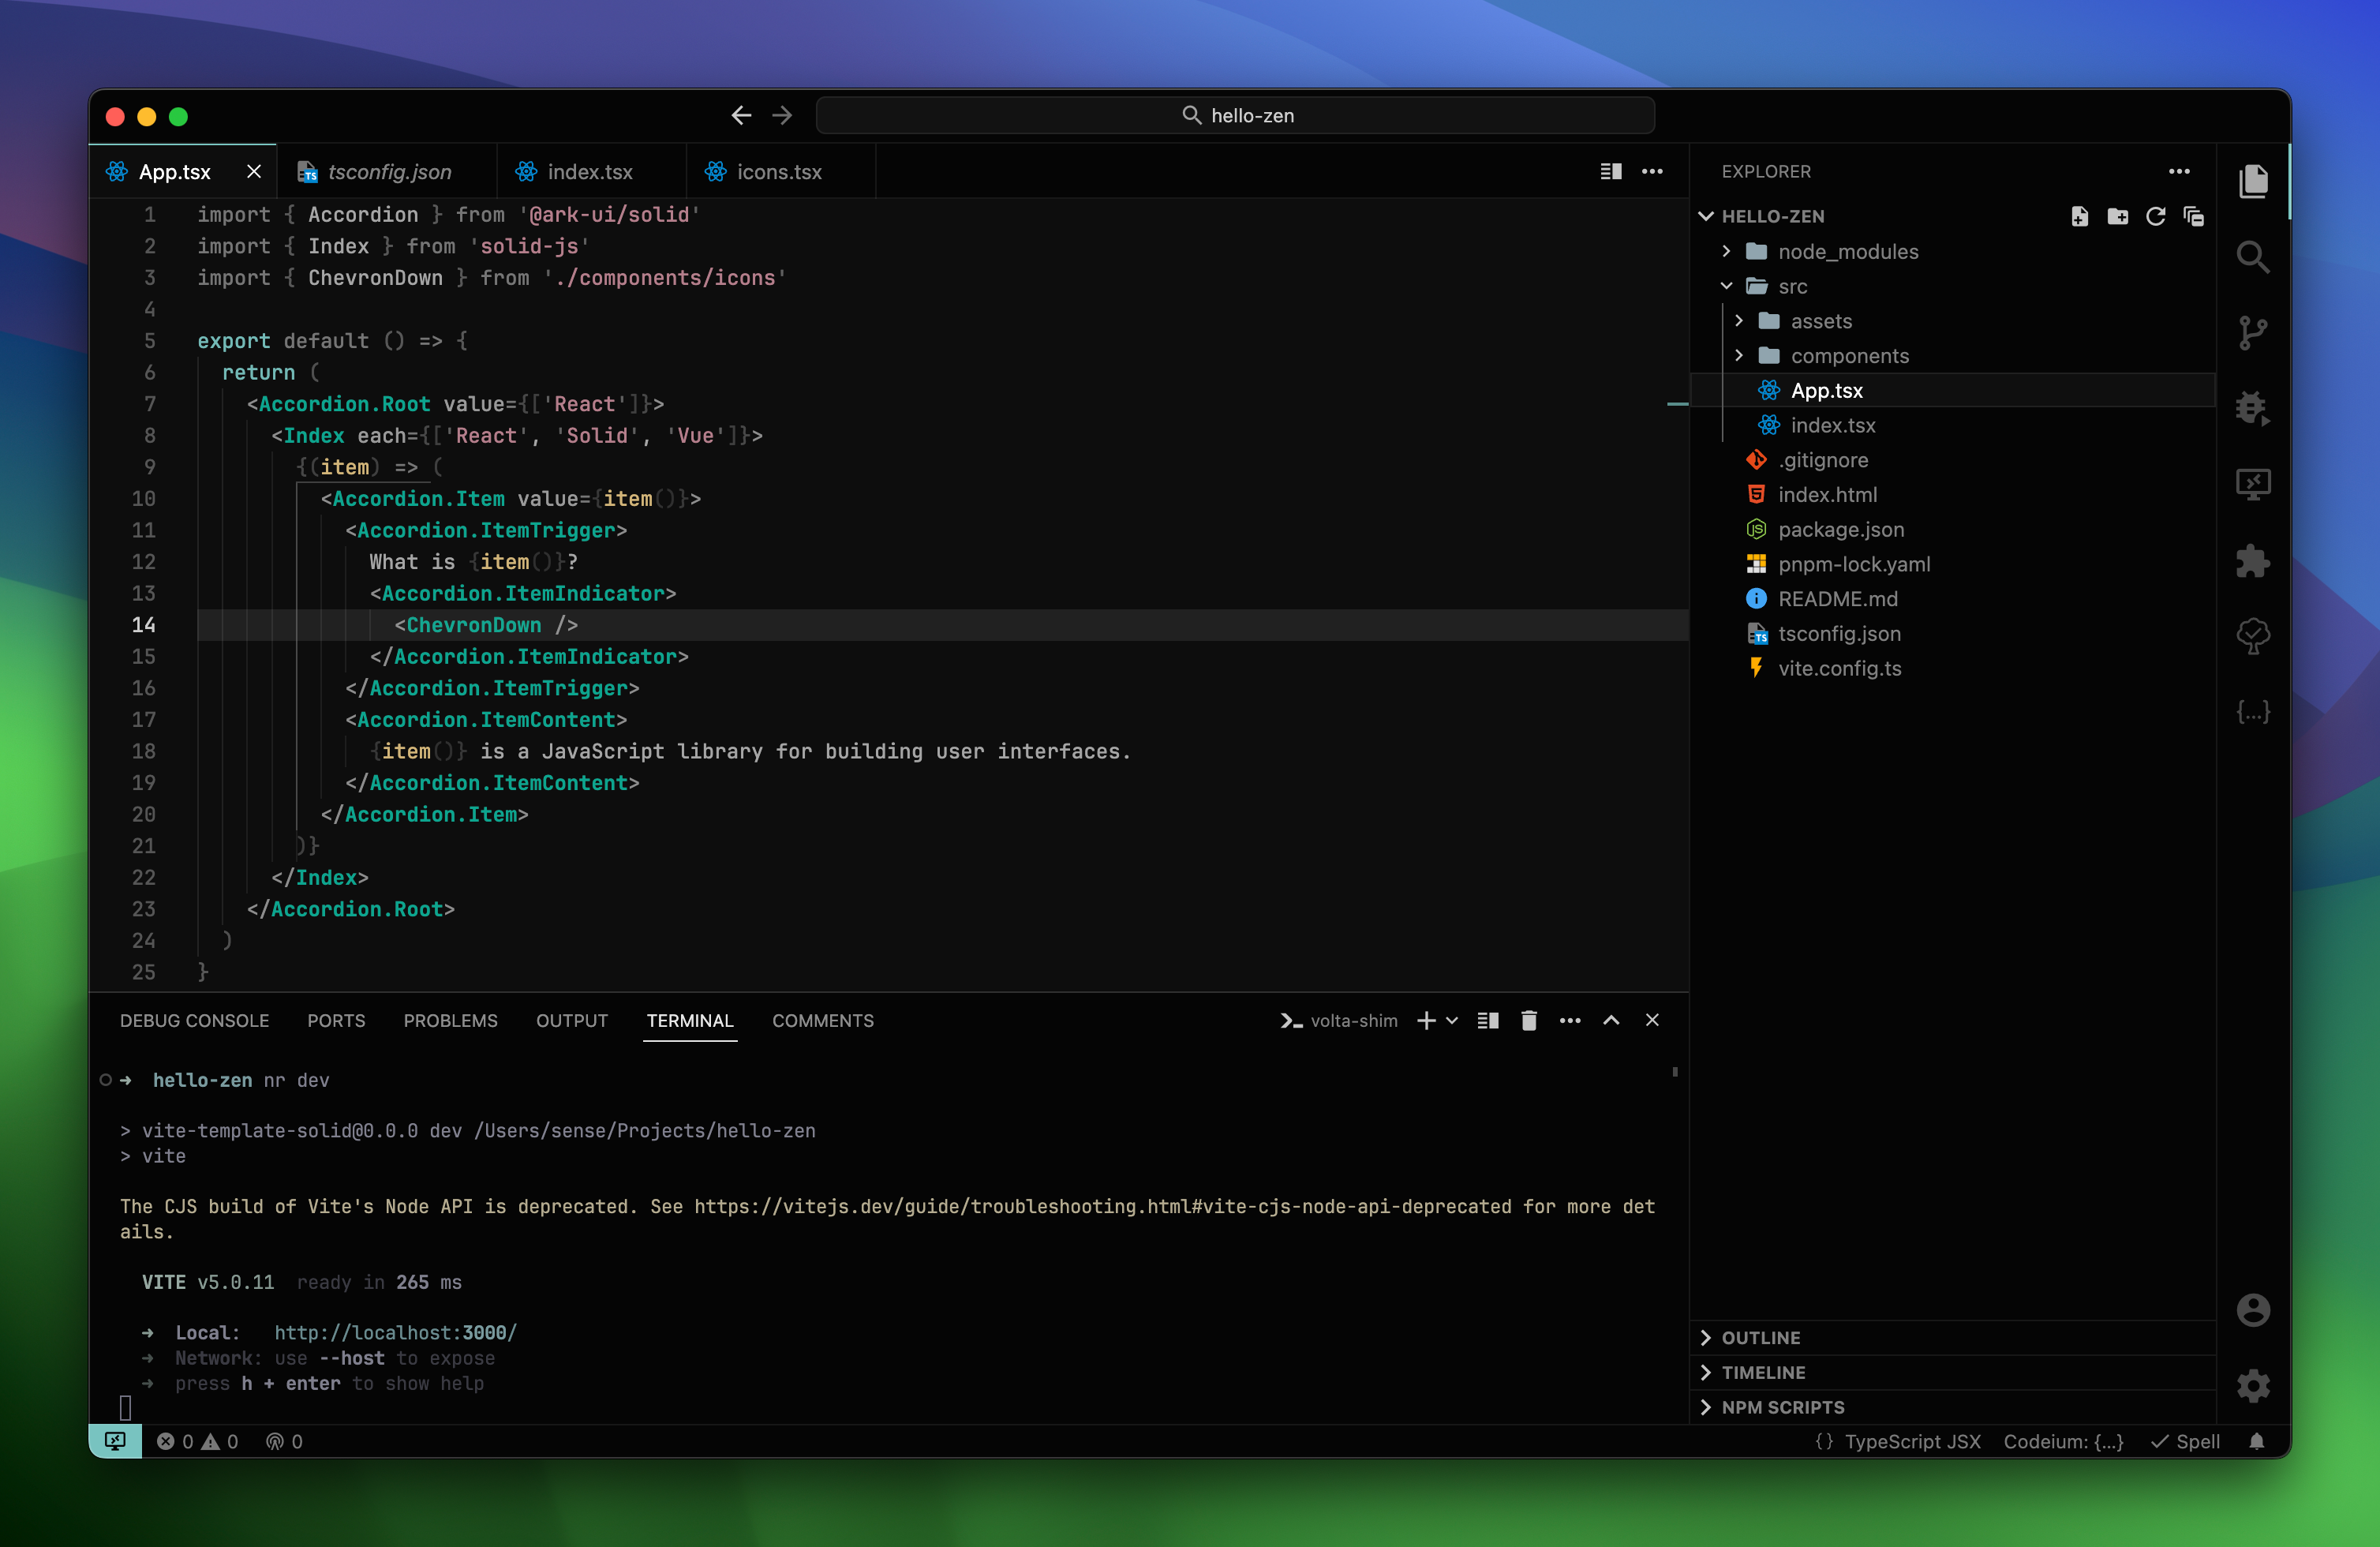 hello-zen
App.tsx
tsconfig.json
index.tsx
icons.tsx
1 import { Accordion } from '@ark-ui/solid'
2 import { Index } from 'solid-js'
3 import { ChevronDown } from './components/icons'
4
5 export default () => {
6 return (
7 <Accordion.Root value={['React']}>
8 <Index each={['React', 'Solid', 'Vue']}>
9 {(item) => (
10 <Accordion.Item value={item()}>
11 <Accordion.ItemTrigger>
12 What is {item()}?
13 <Accordion.ItemIndicator>
14 <ChevronDown />
15 </Accordion.ItemIndicator>
16 </Accordion.ItemTrigger>
17 <Accordion.ItemContent>
18 {item()} is a JavaScript library for building user interfaces.
19 </Accordion.ItemContent>
20 </Accordion.Item>
21 )}
22 </Index>
23 </Accordion.Root>
24 )
25 }
DEBUG CONSOLE PORTS PROBLEMS OUTPUT TERMINAL COMMENTS
volta-shim
➜ hello-zen nr dev
> vite-template-solid@0.0.0 dev /Users/sense/Projects/hello-zen
> vite
The CJS build of Vite's Node API is deprecated. See https://vitejs.dev/guide/troubleshooting.html#vite-cjs-node-api-deprecated for more det
ails.
VITE v5.0.11 ready in 265 ms
➜ Local: http://localhost:3000/
➜ Network: use --host to expose
➜ press h + enter to show help
EXPLORER
HELLO-ZEN
node_modules
src
assets
components
App.tsx
index.tsx
.gitignore
index.html
package.json
pnpm-lock.yaml
README.md
tsconfig.json
vite.config.ts
OUTLINE
TIMELINE
NPM SCRIPTS
0 0 0
{} TypeScript JSX Codeium: {...} Spell